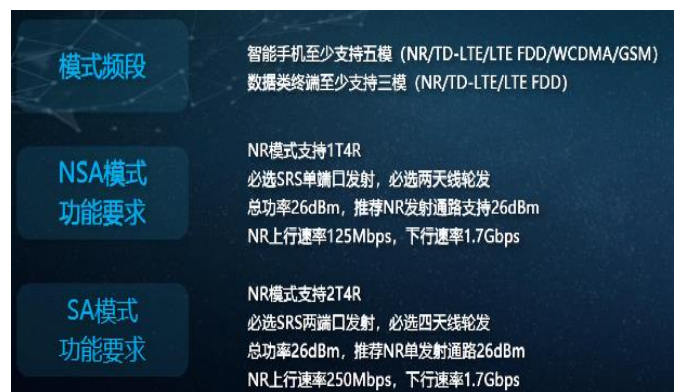 模式频段
智能手机至少支持五模（NR/TD-LTE/LTE FDD/WCDMA/GSM）
数据类终端至少支持三模（NR/TD-LTE/LTE FDD）
NSA模式
功能要求
NR模式支持1T4R
必选SRS单端口发射，必选两天线轮发
总功率26dBm，推荐NR发射通路支持26dBm
NR上行速率125Mbps，下行速率1.7Gbps
SA模式
功能要求
NR模式支持2T4R
必选SRS两端口发射，必选四天线轮发
总功率26dBm，推荐NR单发射通路26dBm
NR上行速率250Mbps，下行速率1.7Gbps